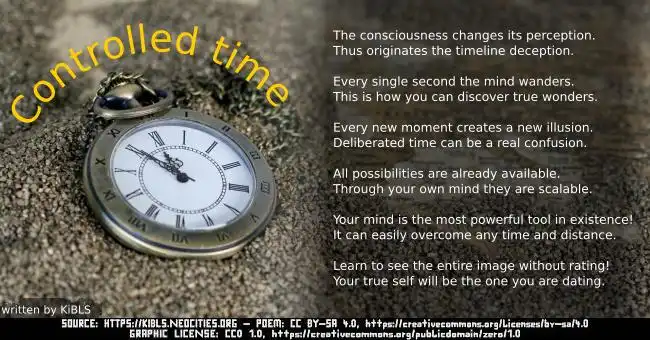 Controlled time
The consciousness changes its perception.
Thus originates the timeline deception.
Every single second the mind wanders.
This is how you can discover true wonders.
Every new moment creates a new illusion.
Deliberated time can be a real confusion.
All possibilities are already available.
Through your own mind they are scalable.
Your mind is the most powerful tool in existence!
It can easily overcome any time and distance.
Learn to see the entire image without rating!
Your true self will be the one you are dating.
written by KiBLS
SOURCE: HTTPS://KIBLS.NEOCITIES.ORG – POEM: CC BY-SA 4.0, https://creativecommons.org/licenses/by-sa/4.0
GRAPHIC LICENSE: CC0 1.0, https://creativecommons.org/publicdomain/zero/1.0